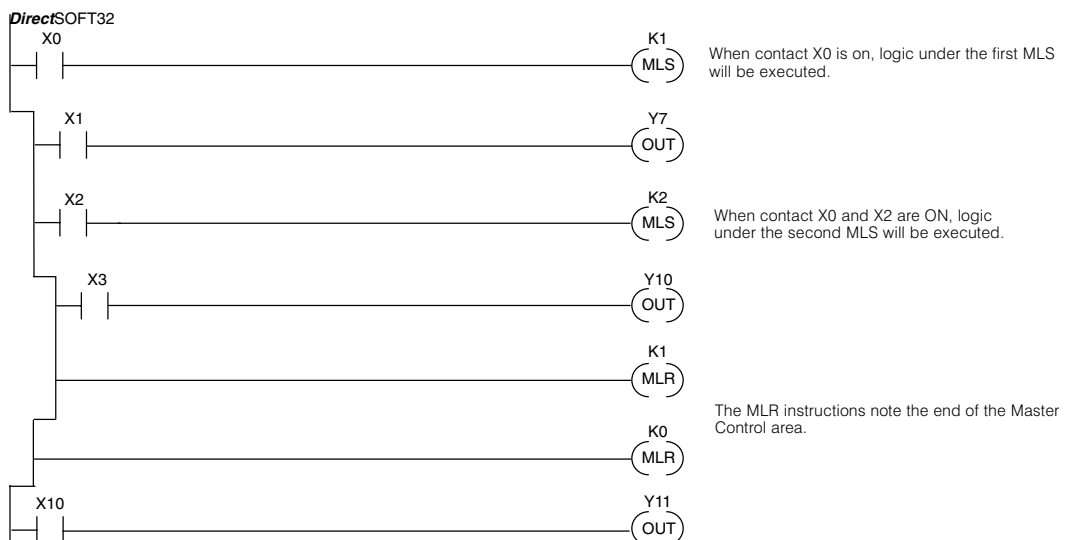 DirectSOFT32
X0
K1
MLS
When contact X0 is on, logic under the first MLS
will be executed.
X1
Y7
OUT
X2
K2
MLS
When contact X0 and X2 are ON, logic
under the second MLS will be executed.
X3
Y10
OUT
K1
MLR
The MLR instructions note the end of the Master
Control area.
K0
MLR
X10
Y11
OUT